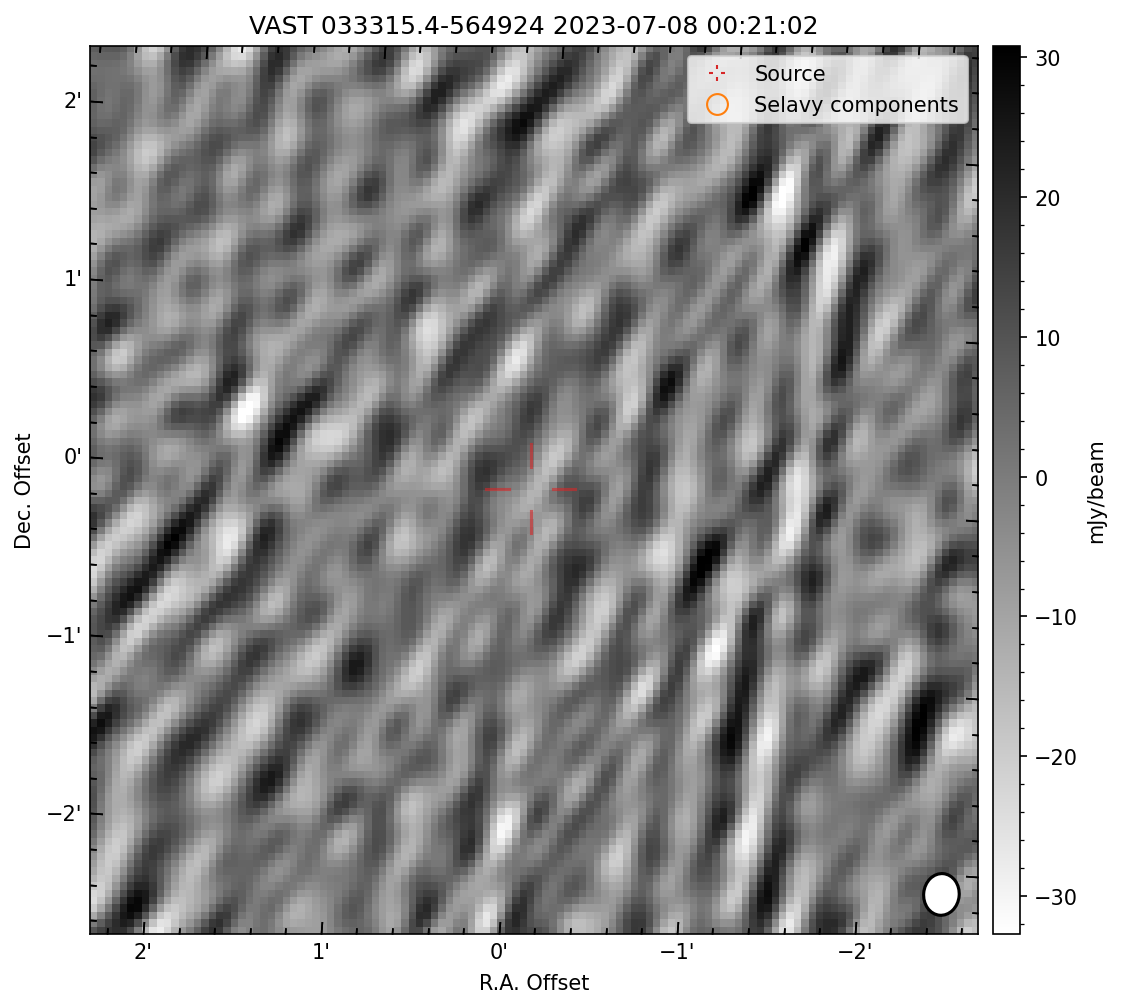 VAST 033315.4-564924 2023-07-08 00:21:02
Source
Selavy components
2'
1'
0'
−1'
−2'
Dec. Offset
2'
1'
0'
−1'
−2'
R.A. Offset
30
20
10
0
−10
−20
−30
mJy/beam